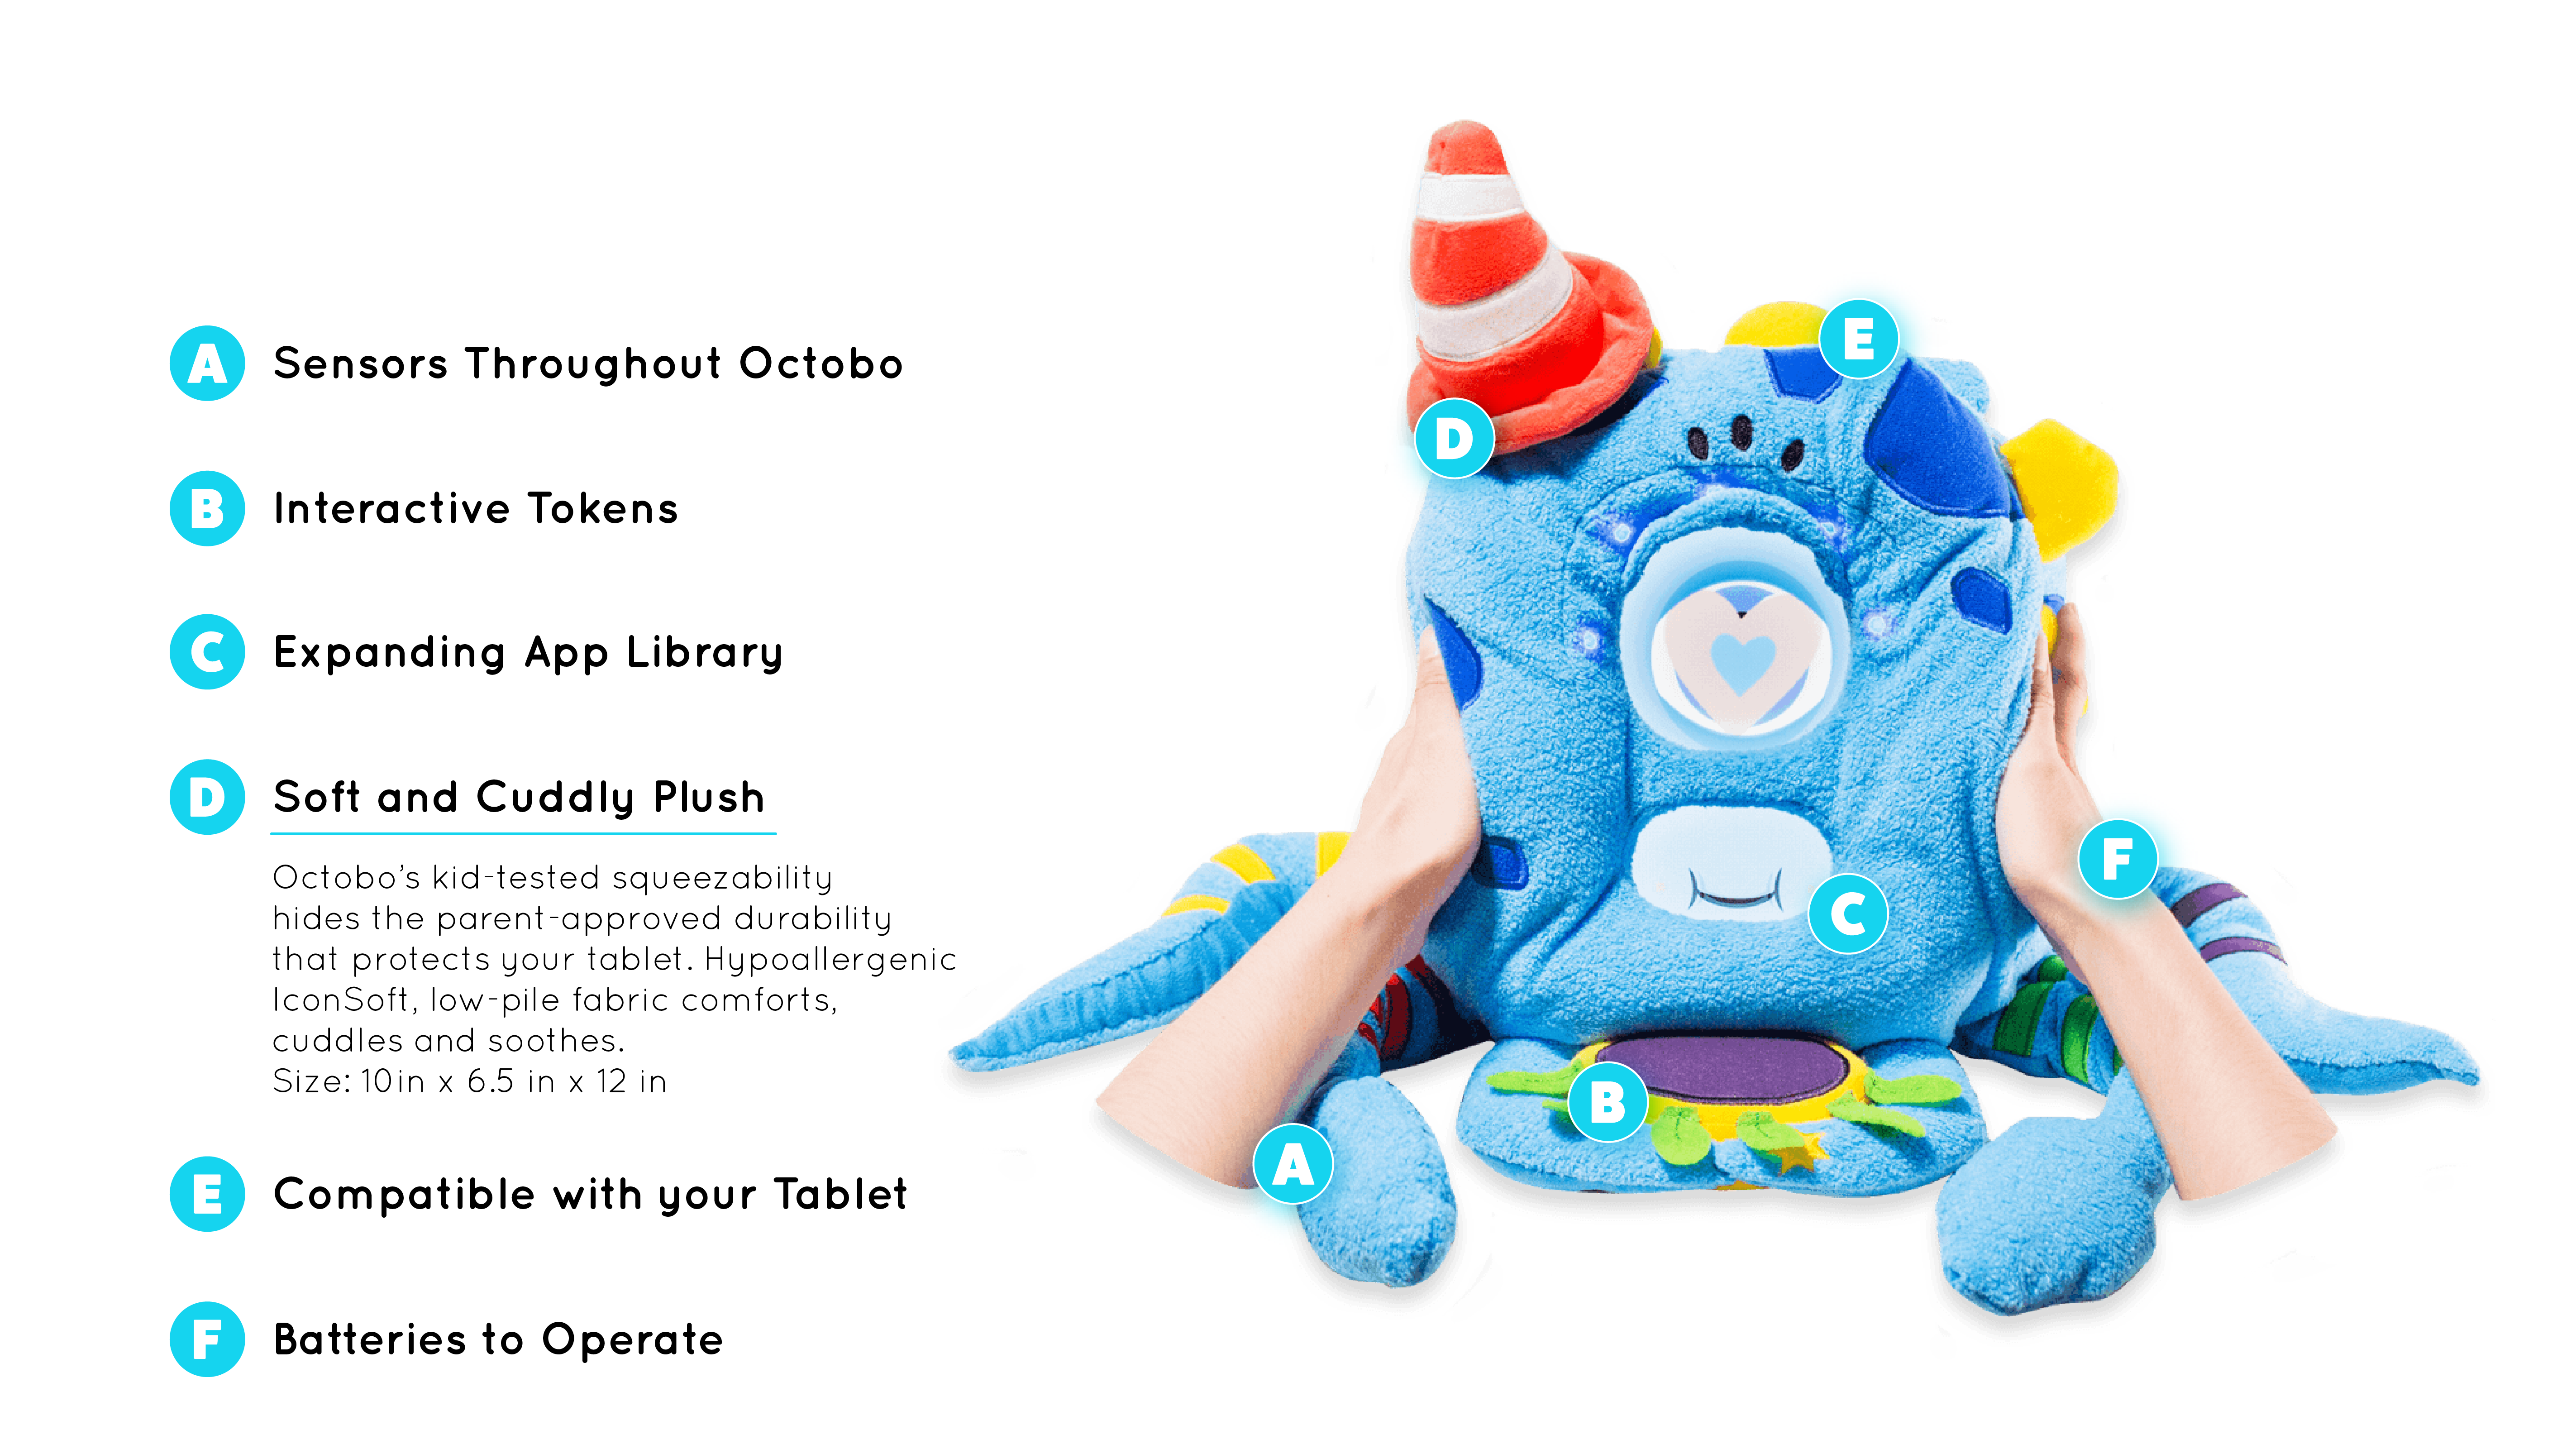 A Sensors Throughout Octobo
B Interactive Tokens
C Expanding App Library
D Soft and Cuddly Plush
Octobo's kid-tested squeezability
hides the parent-approved durability
that protects your tablet. Hypoallergenic
IconSoft, low-pile fabric comforts,
cuddles and soothes.
Size: 10in x 6.5 in x 12 in
E Compatible with your Tablet
F Batteries to Operate
E
D
F
C
B
A